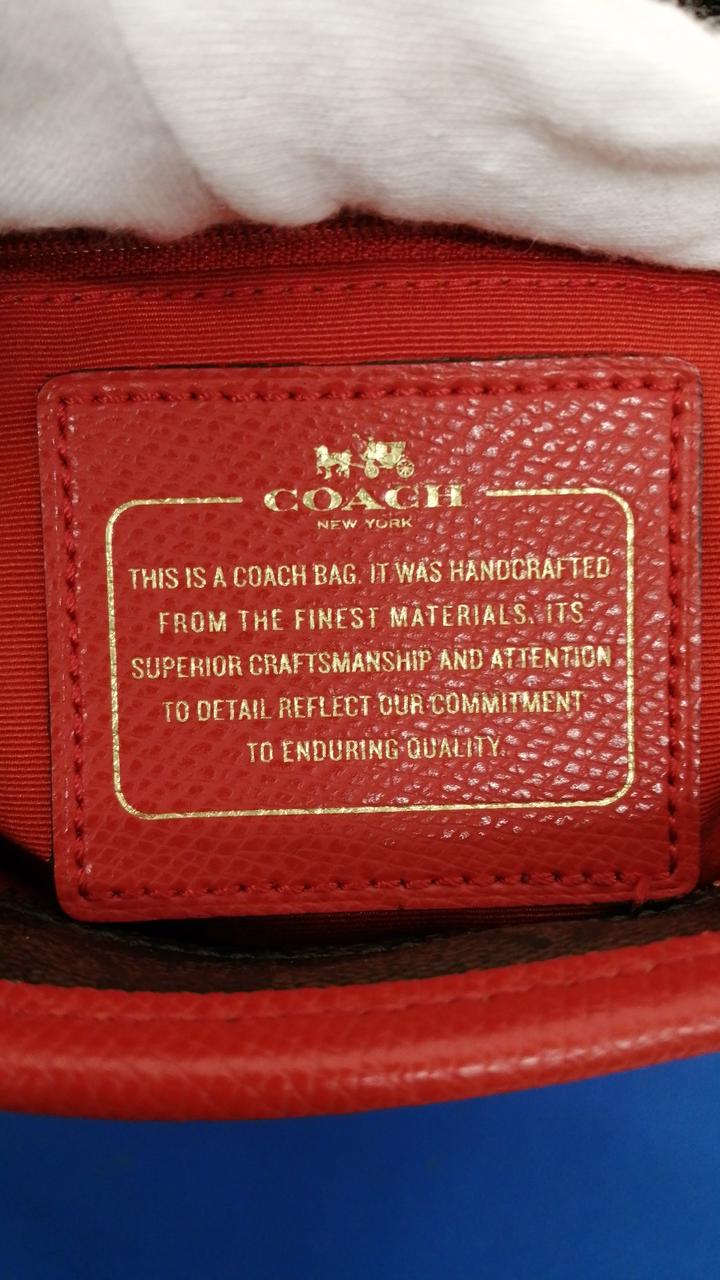 COACH
NEW YORK
THIS IS A COACH BAG. IT WAS HANDCRAFTED
FROM THE FINEST MATERIALS. ITS
SUPERIOR CRAFTSMANSHIP AND ATTENTION
TO DETAIL REFLECT OUR COMMITMENT
TO ENDURING QUALITY.